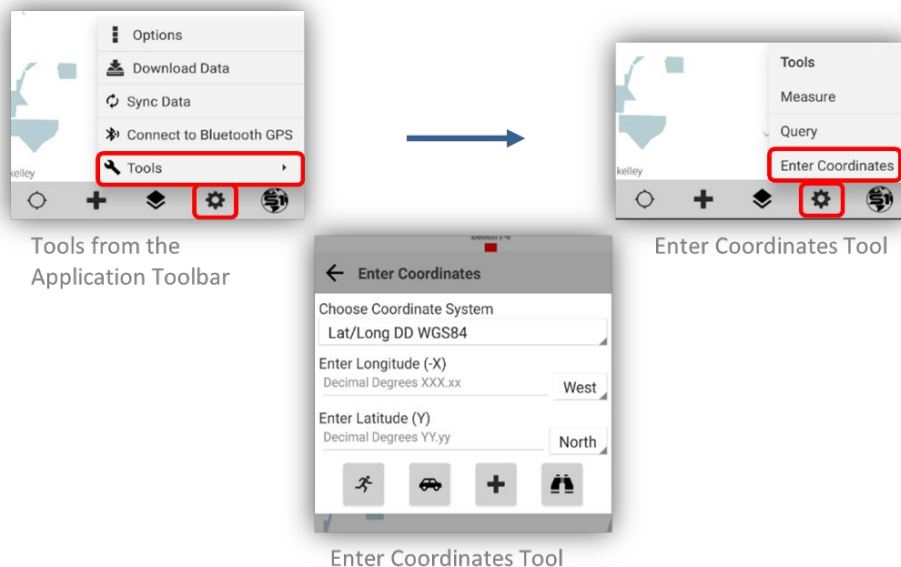 Options
Download Data
Sync Data
Connect to Bluetooth GPS
Tools
Tools from the
Application Toolbar
Tools
Measure
Query
kelley
Enter Coordinates
Enter Coordinates Tool
Enter Coordinates
Choose Coordinate System
Lat/Long DD WGS84
Enter Longitude (-X)
Decimal Degrees XXX.xx
West
Enter Latitude (Y)
Decimal Degrees YY.yy
North
Enter Coordinates Tool